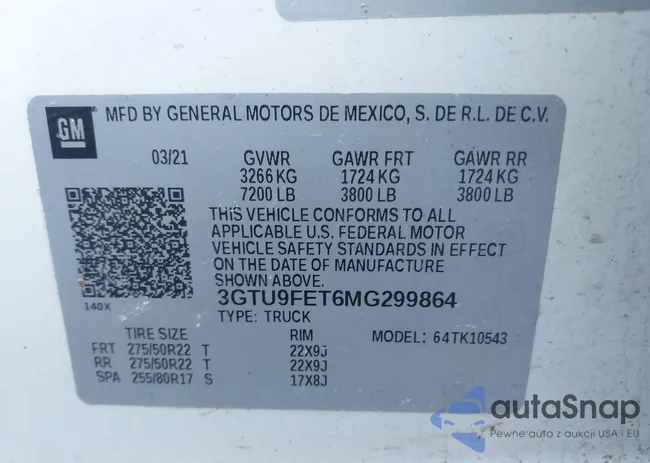 GM
MFD BY GENERAL MOTORS DE MEXICO, S. DE R.L. DE C.V.
03/21 GVWR GAWR FRT GAWR RR
3266 KG 1724 KG 1724 KG
7200 LB 3800 LB 3800 LB
THIS VEHICLE CONFORMS TO ALL
APPLICABLE U.S. FEDERAL MOTOR
VEHICLE SAFETY STANDARDS IN EFFECT
ON THE DATE OF MANUFACTURE
SHOWN ABOVE.
140X
3GTU9FET6MG299864
TYPE: TRUCK
TIRE SIZE RIM MODEL: 64TK10543
FRT 275/50R22 T 22X9J
RR 275/50R22 T 22X9J
SPA 255/80R17 S 17X8J
autaSnap
Pewne auta z aukcji USA i EU